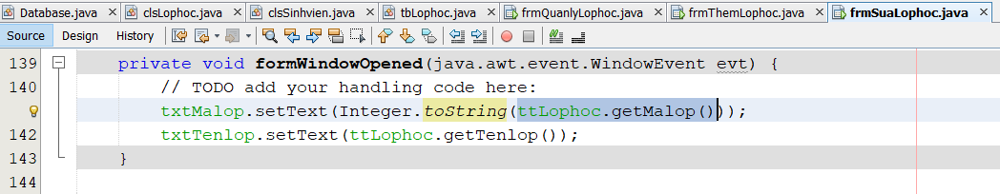 Database.java clsLophoc.java clsSinhvien.java tbLophoc.java frmQuanlyLophoc.java frmThemLophoc.java frmSuaLophoc.java
Source Design History
139 private void formWindowOpened(java.awt.event.WindowEvent evt) {
140 // TODO add your handling code here:
txtMalop.setText(Integer.toString(ttLophoc.getMalop()));
142 txtTenlop.setText(ttLophoc.getTenlop());
143 }
144